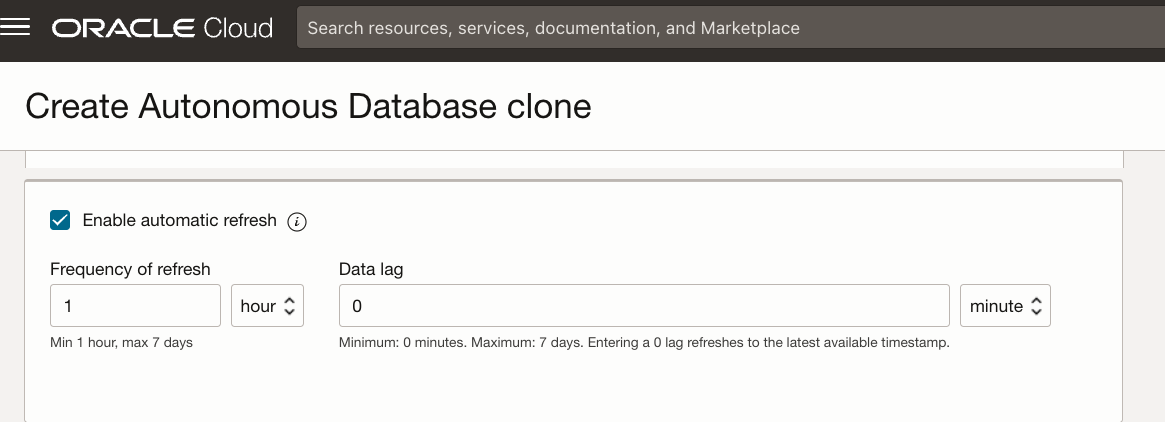 ORACLE Cloud
Search resources, services, documentation, and Marketplace
Create Autonomous Database clone
Enable automatic refresh i
Frequency of refresh
Data lag
1
hour
0
minute
Min 1 hour, max 7 days
Minimum: 0 minutes. Maximum: 7 days. Entering a 0 lag refreshes to the latest available timestamp.